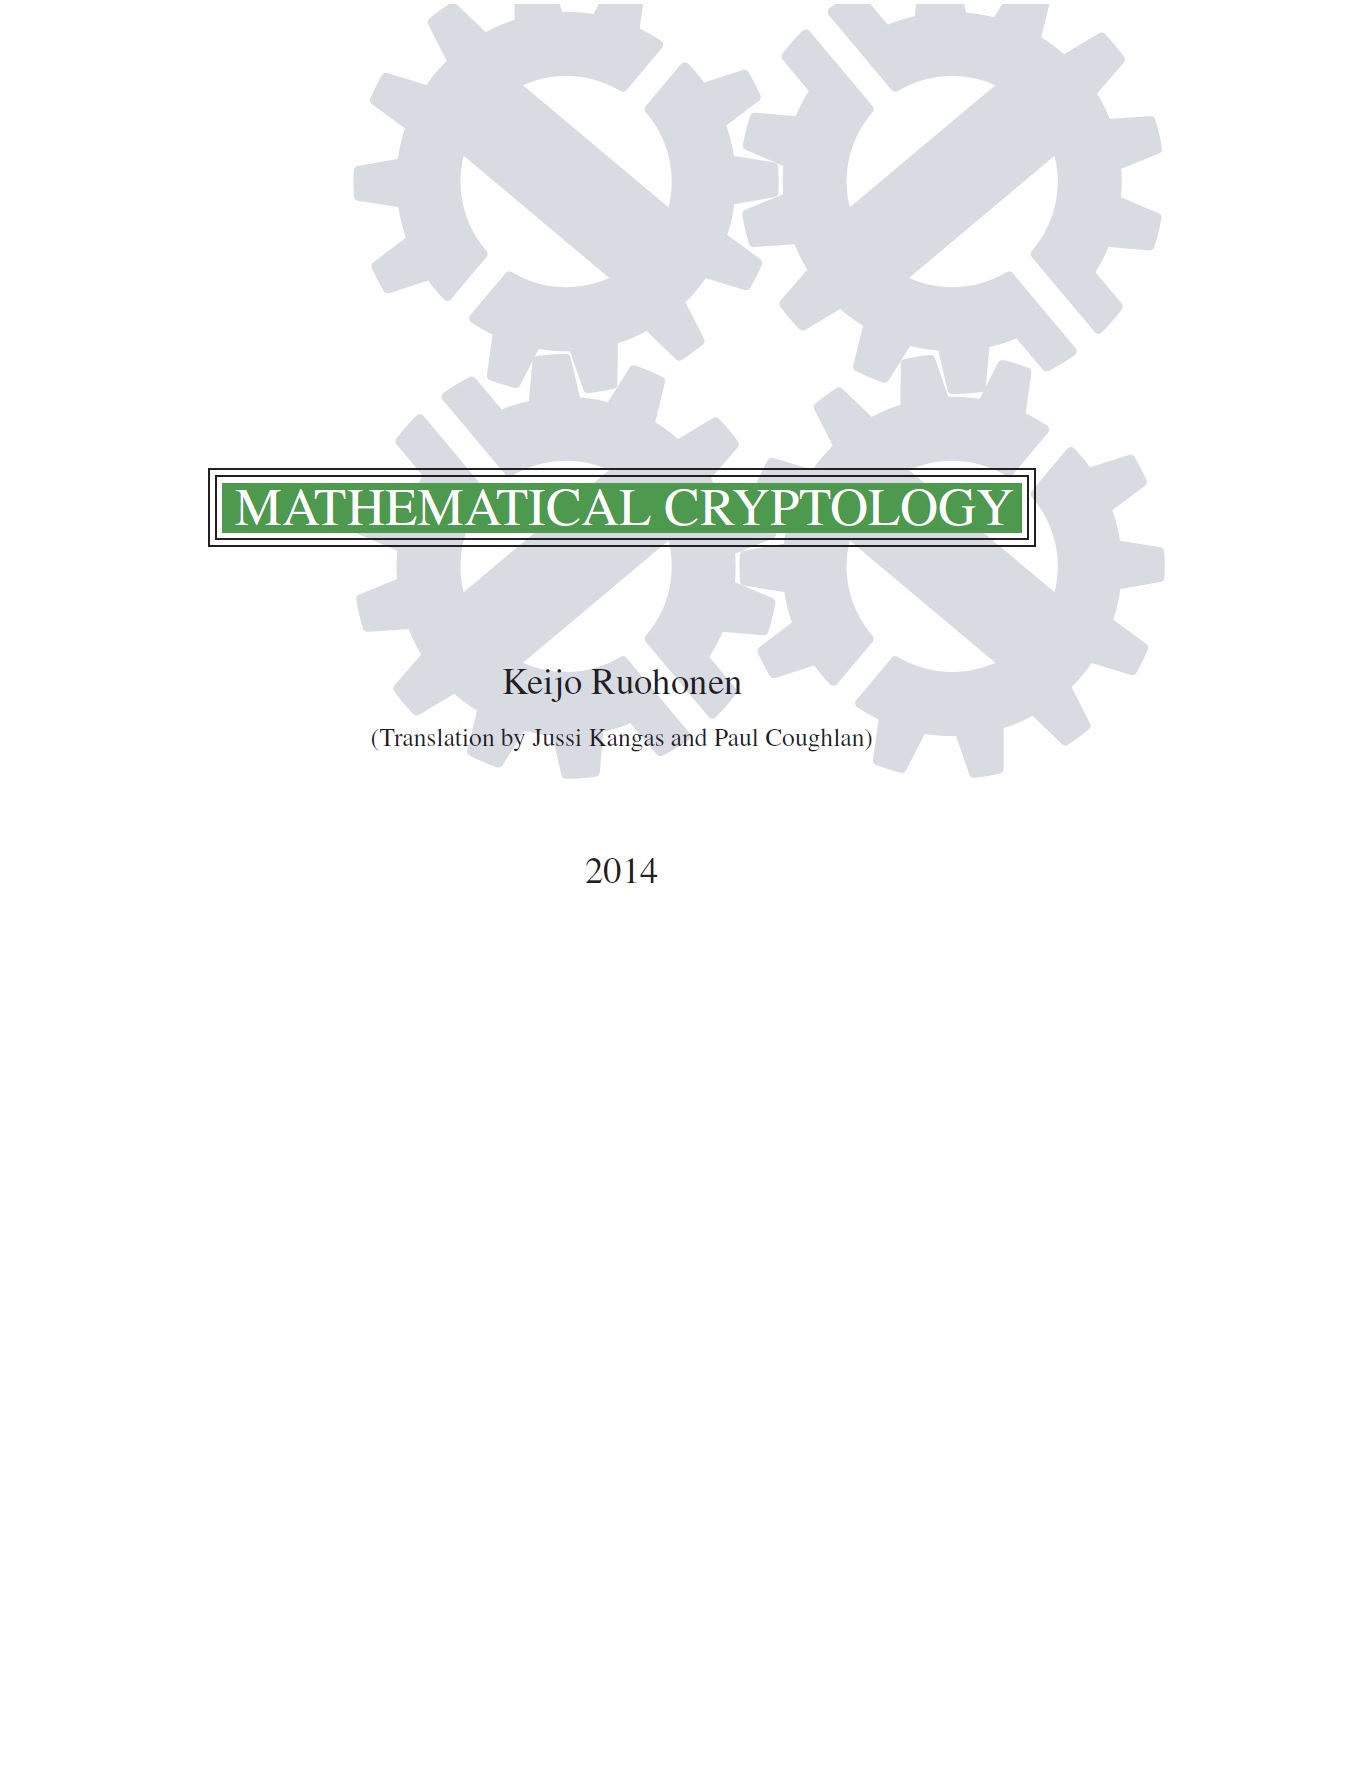 MATHEMATICAL CRYPTOLOGY
Keijo Ruohonen
(Translation by Jussi Kangas and Paul Coughlan)
2014